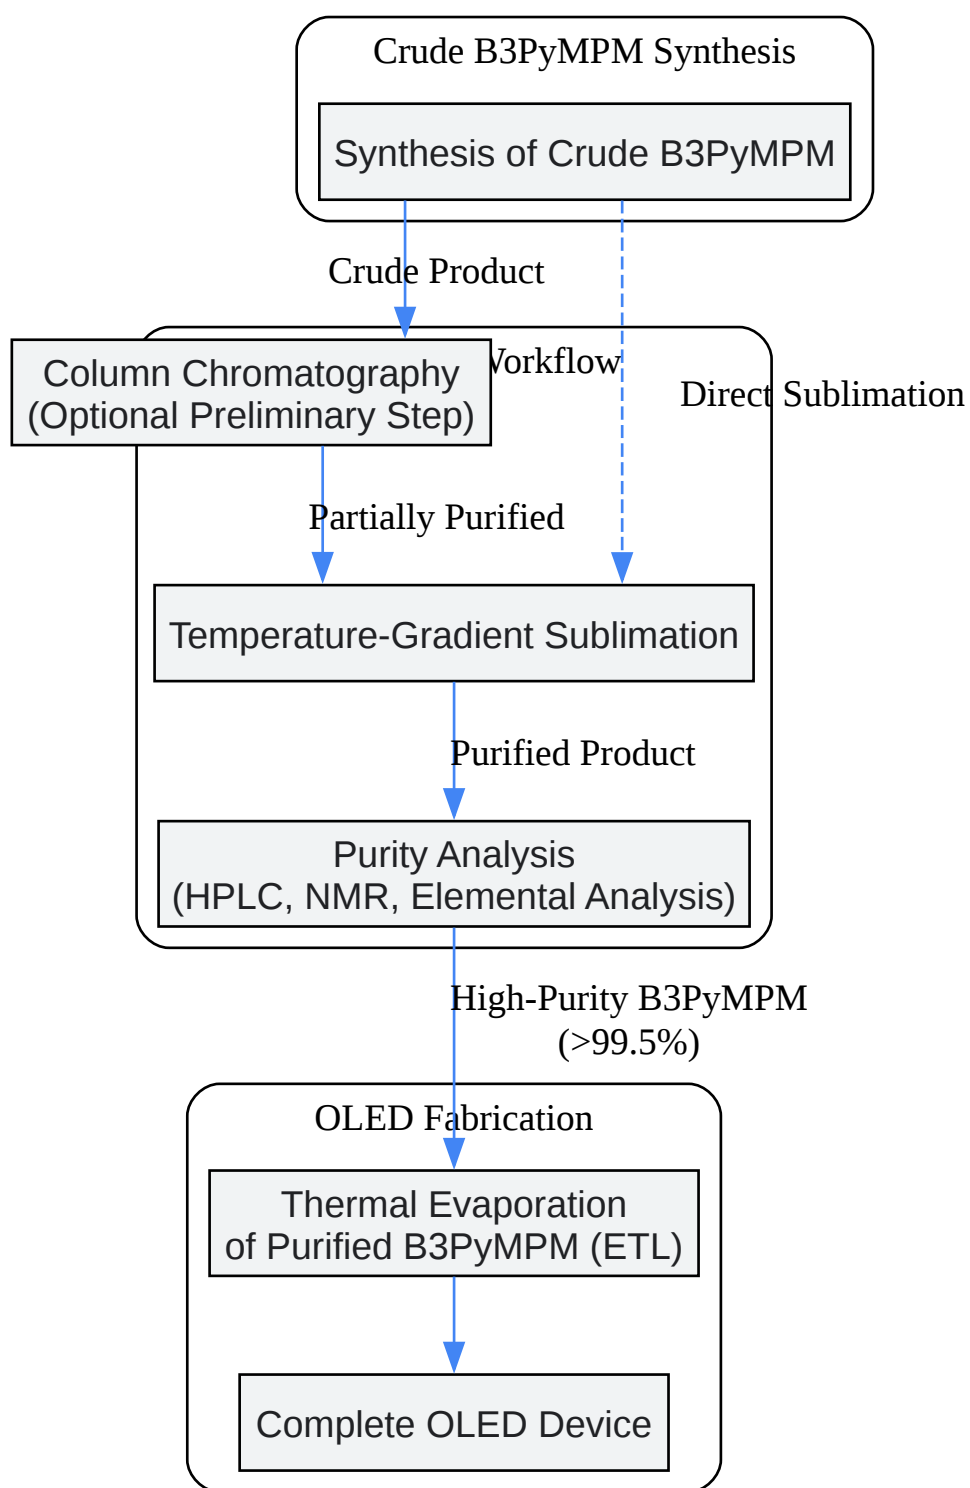 Crude B3PyMPM Synthesis
Synthesis of Crude B3PyMPM
Crude Product
Workflow
Column Chromatography
(Optional Preliminary Step)
Direct Sublimation
Partially Purified
Temperature-Gradient Sublimation
Purified Product
Purity Analysis
(HPLC, NMR, Elemental Analysis)
High-Purity B3PyMPM
(>99.5%)
OLED Fabrication
Thermal Evaporation
of Purified B3PyMPM (ETL)
Complete OLED Device